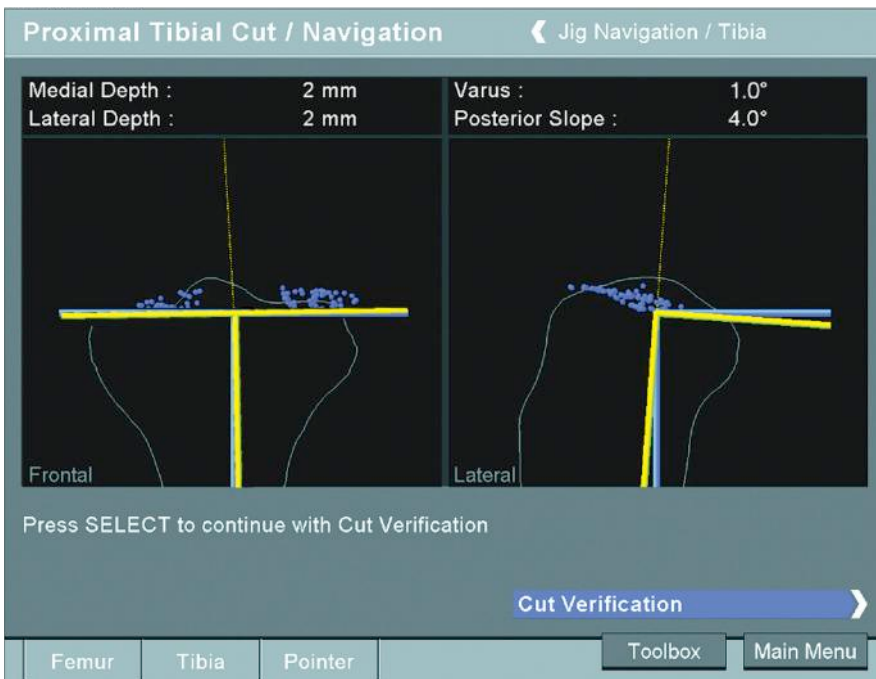 Proximal Tibial Cut / Navigation
Jig Navigation / Tibia
Medial Depth : 2 mm
Lateral Depth : 2 mm
Varus : 1.0°
Posterior Slope : 4.0°
Frontal
Lateral
Press SELECT to continue with Cut Verification
Cut Verification
Toolbox
Main Menu
Femur
Tibia
Pointer